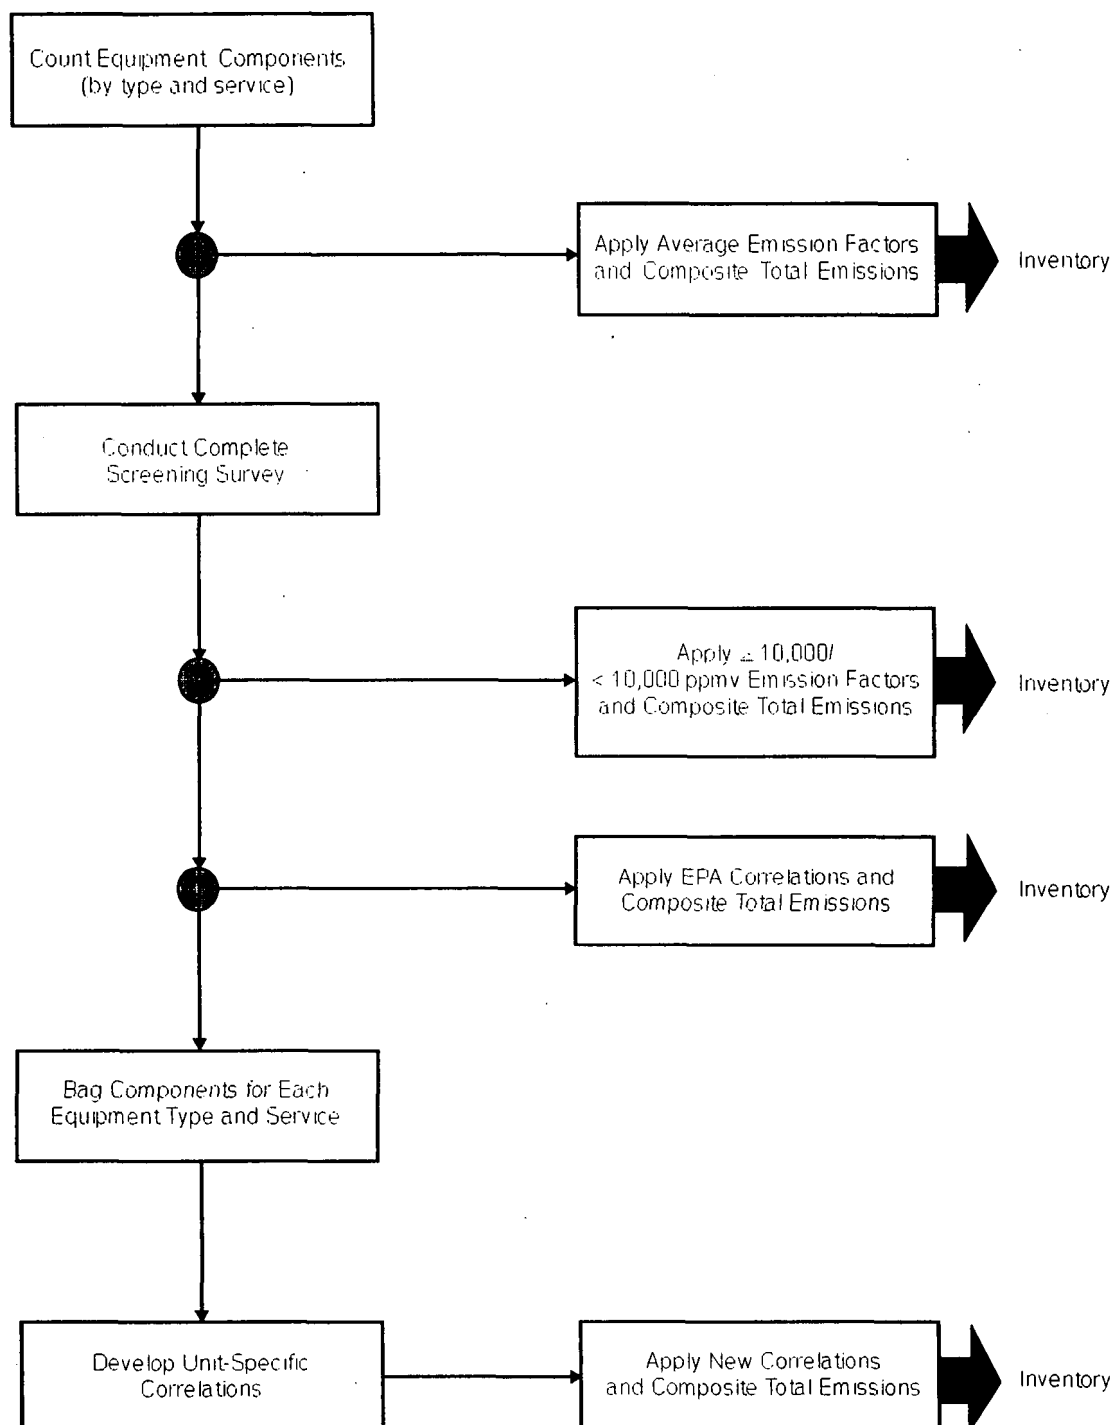 Count Equipment Components
(by type and service)
Apply Average Emission Factors
and Composite Total Emissions
Inventory
Conduct Complete
Screening Survey
Apply ≥ 10,000/
< 10,000 ppmv Emission Factors
and Composite Total Emissions
Inventory
Apply EPA Correlations and
Composite Total Emissions
Inventory
Bag Components for Each
Equipment Type and Service
Develop Unit-Specific
Correlations
Apply New Correlations
and Composite Total Emissions
Inventory